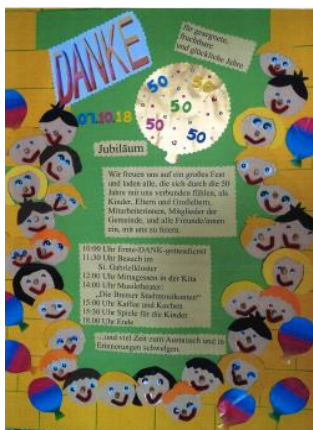 DANKE
für gesegnete,
fruchtbare
und glückliche Jahre
50 50
50
50 50
07.10.18
Jubiläum
Wir freuen uns auf ein großes Fest
und laden alle, die sich durch die 50
Jahre mit uns verbunden fühlen, als
Kinder, Eltern und Großeltern,
Mitarbeiterinnen, Mitglieder der
Gemeinde, und alle Freunde/innen
ein, mit uns zu feiern.
10:00 Uhr Ernte-DANK-gottesdienst
11:30 Uhr Besuch im
St. Gabrielkloster
12:00 Uhr Mittagessen in der Kita
14:00 Uhr Musiktheater:
„Die Bremer Stadtmusikanten“
15:00 Uhr Kaffee und Kuchen
15:30 Uhr Spiele für die Kinder
18:00 Uhr Ende
...und viel Zeit zum Austausch und in
Erinnerungen schwelgen.